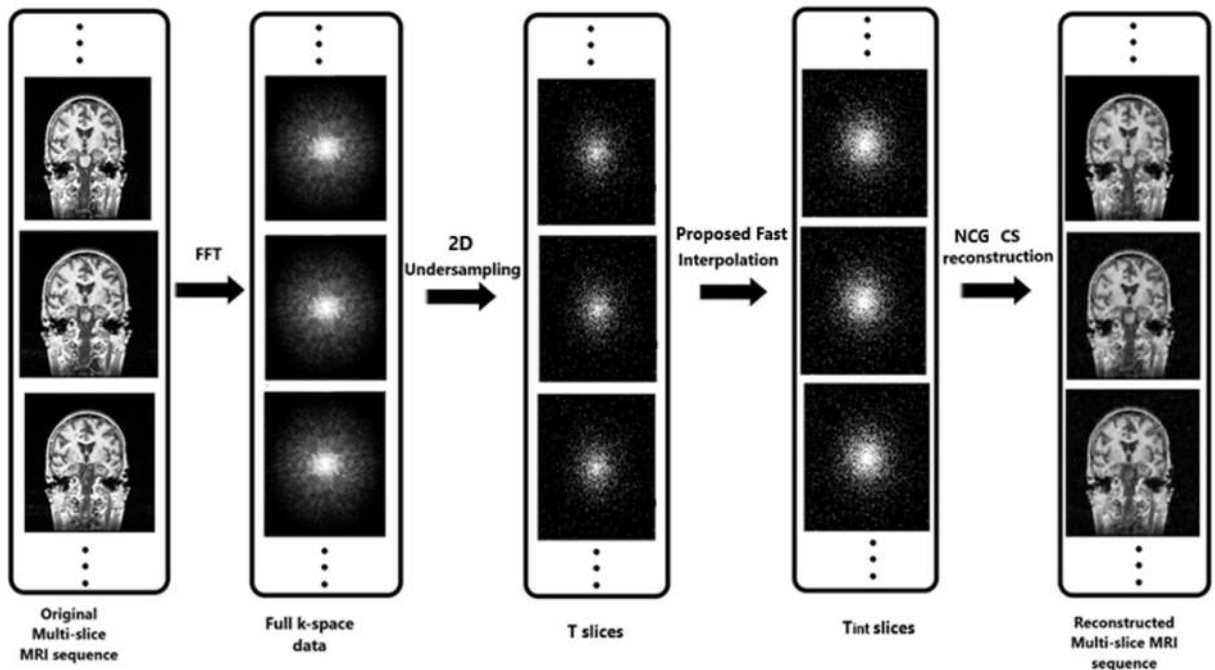 FFT
2D
Undersampling
Proposed Fast
Interpolation
NCG CS
reconstruction
Original
Multi-slice
MRI sequence
Full k-space
data
T slices
Tint slices
Reconstructed
Multi-slice MRI
sequence